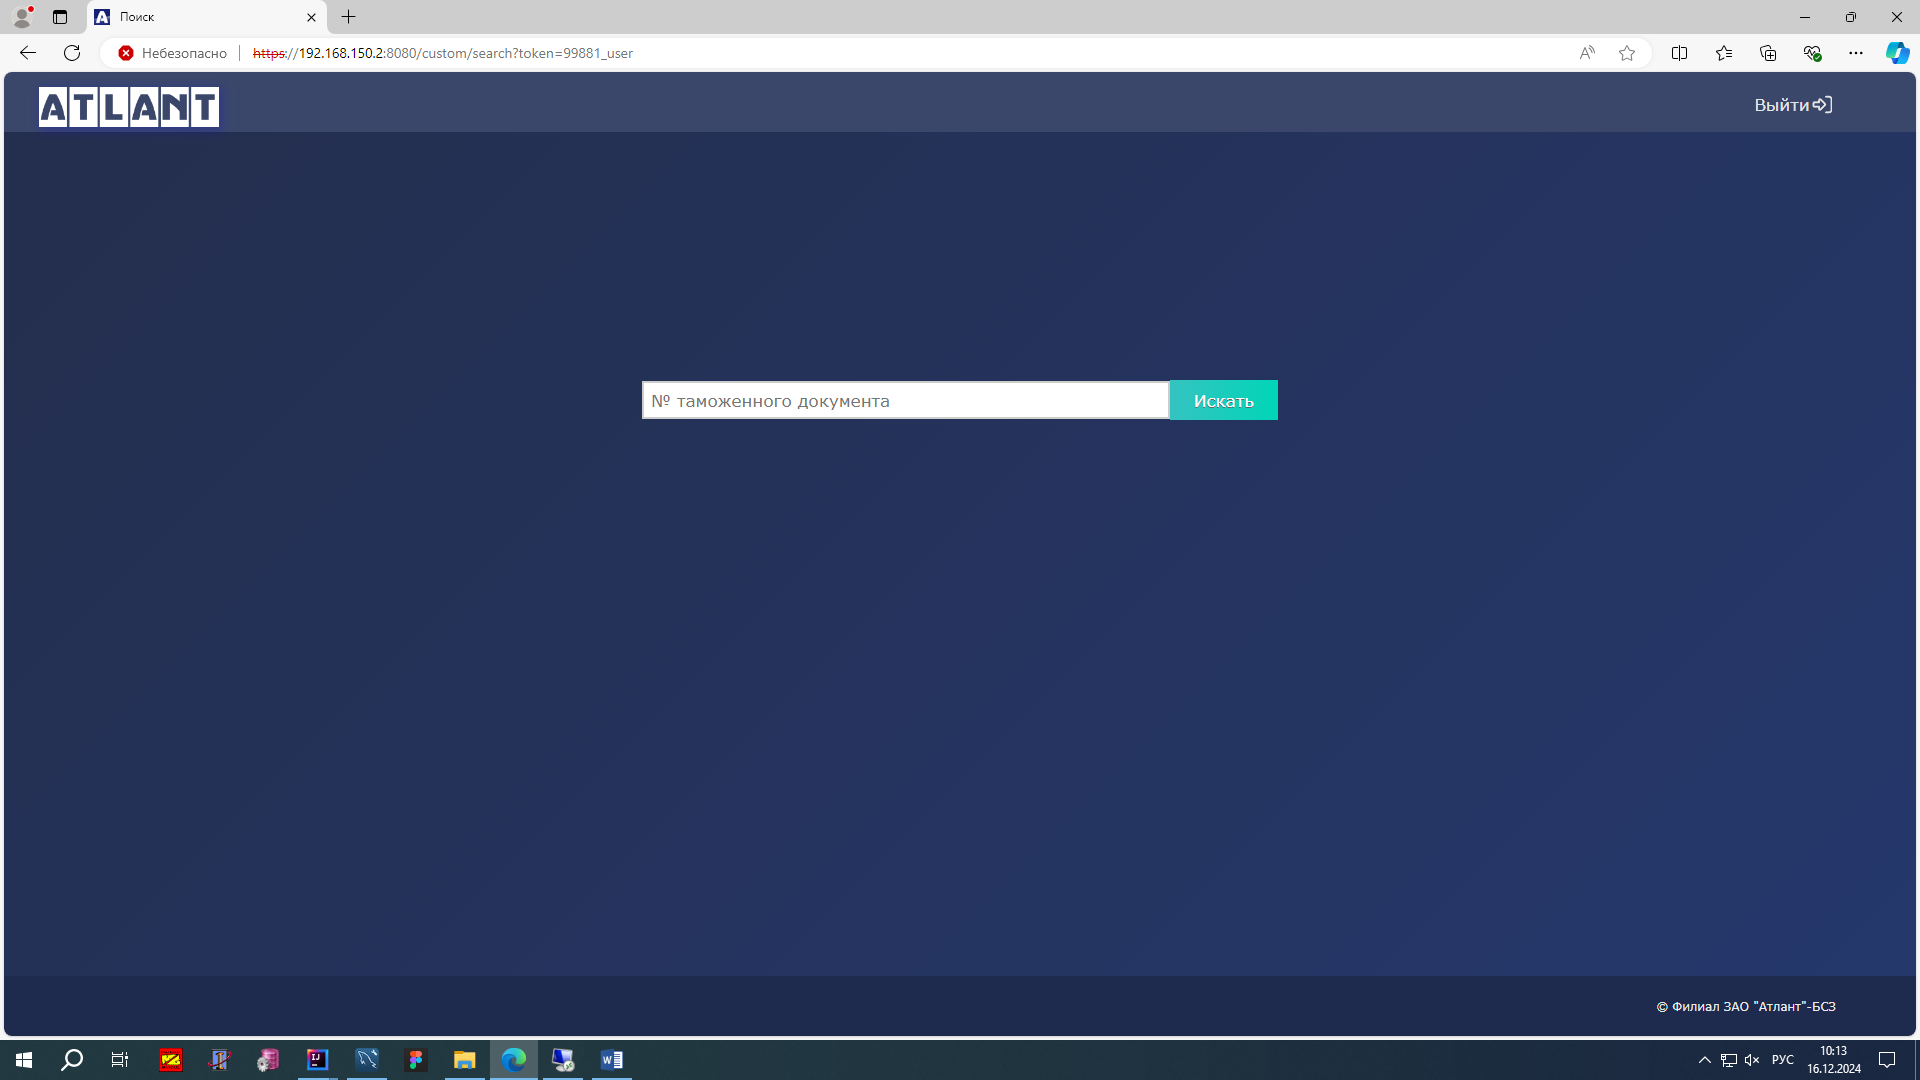 Поиск
Небезопасно https://192.168.150.2:8080/custom/search?token=99881_user
ATLANT
Выйти
№ таможенного документа
Искать
© Филиал ЗАО "Атлант"-БСЗ
РУС
10:13
16.12.2024